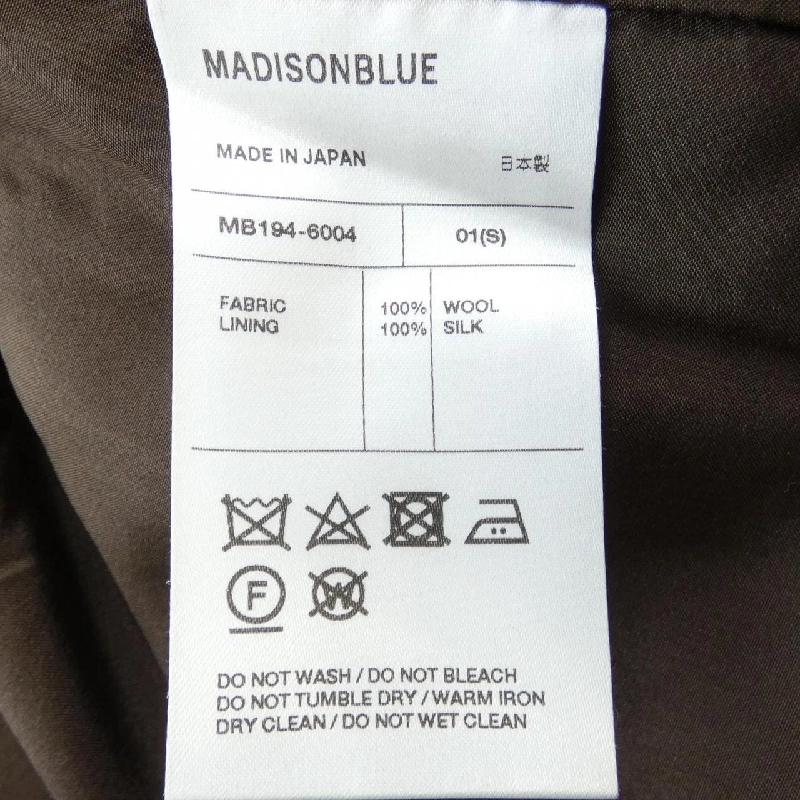 MADISONBLUE
MADE IN JAPAN 日本製
MB194-6004 01(S)
FABRIC 100% WOOL
LINING 100% SILK
F W
DO NOT WASH / DO NOT BLEACH
DO NOT TUMBLE DRY / WARM IRON
DRY CLEAN / DO NOT WET CLEAN